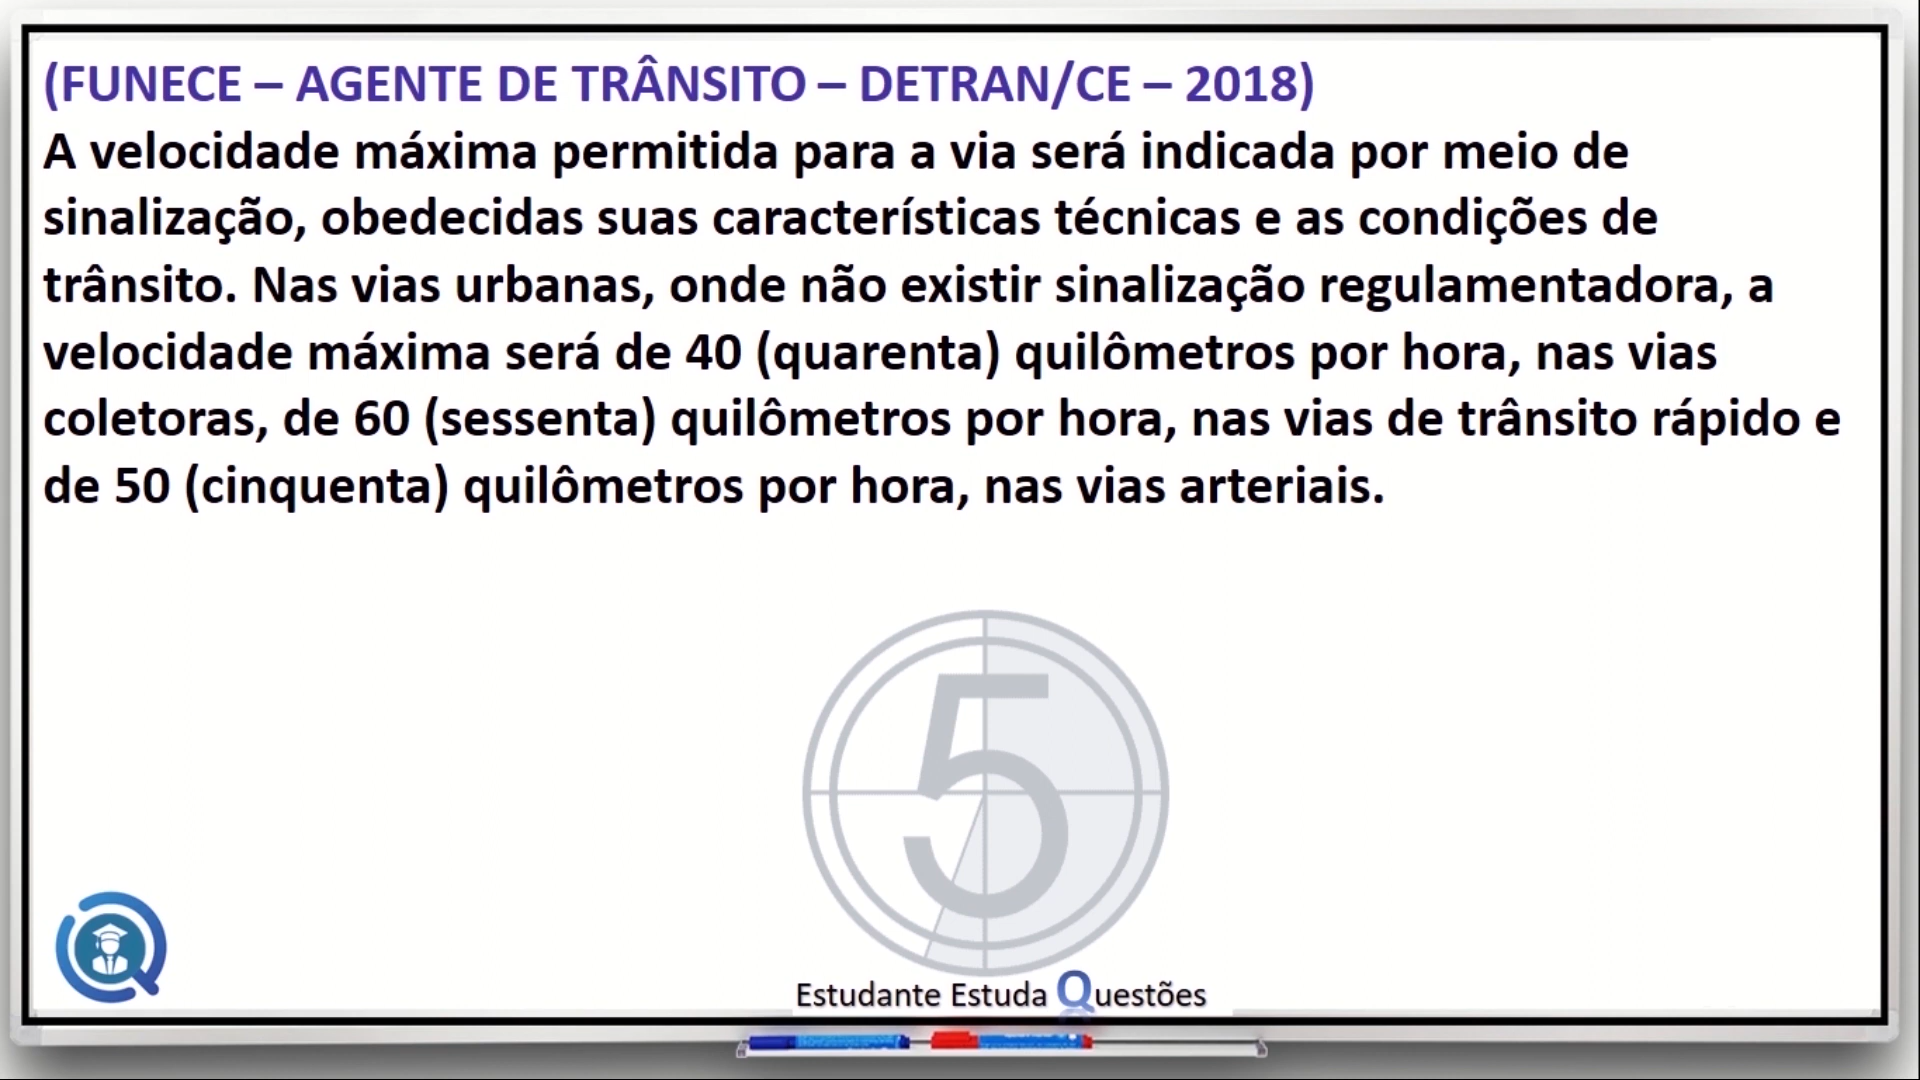 (FUNECE – AGENTE DE TRÂNSITO – DETRAN/CE – 2018)
A velocidade máxima permitida para a via será indicada por meio de
sinalização, obedecidas suas características técnicas e as condições de
trânsito. Nas vias urbanas, onde não existir sinalização regulamentadora, a
velocidade máxima será de 40 (quarenta) quilômetros por hora, nas vias
coletoras, de 60 (sessenta) quilômetros por hora, nas vias de trânsito rápido e
de 50 (cinquenta) quilômetros por hora, nas vias arteriais.
5
Estudante Estuda Questões